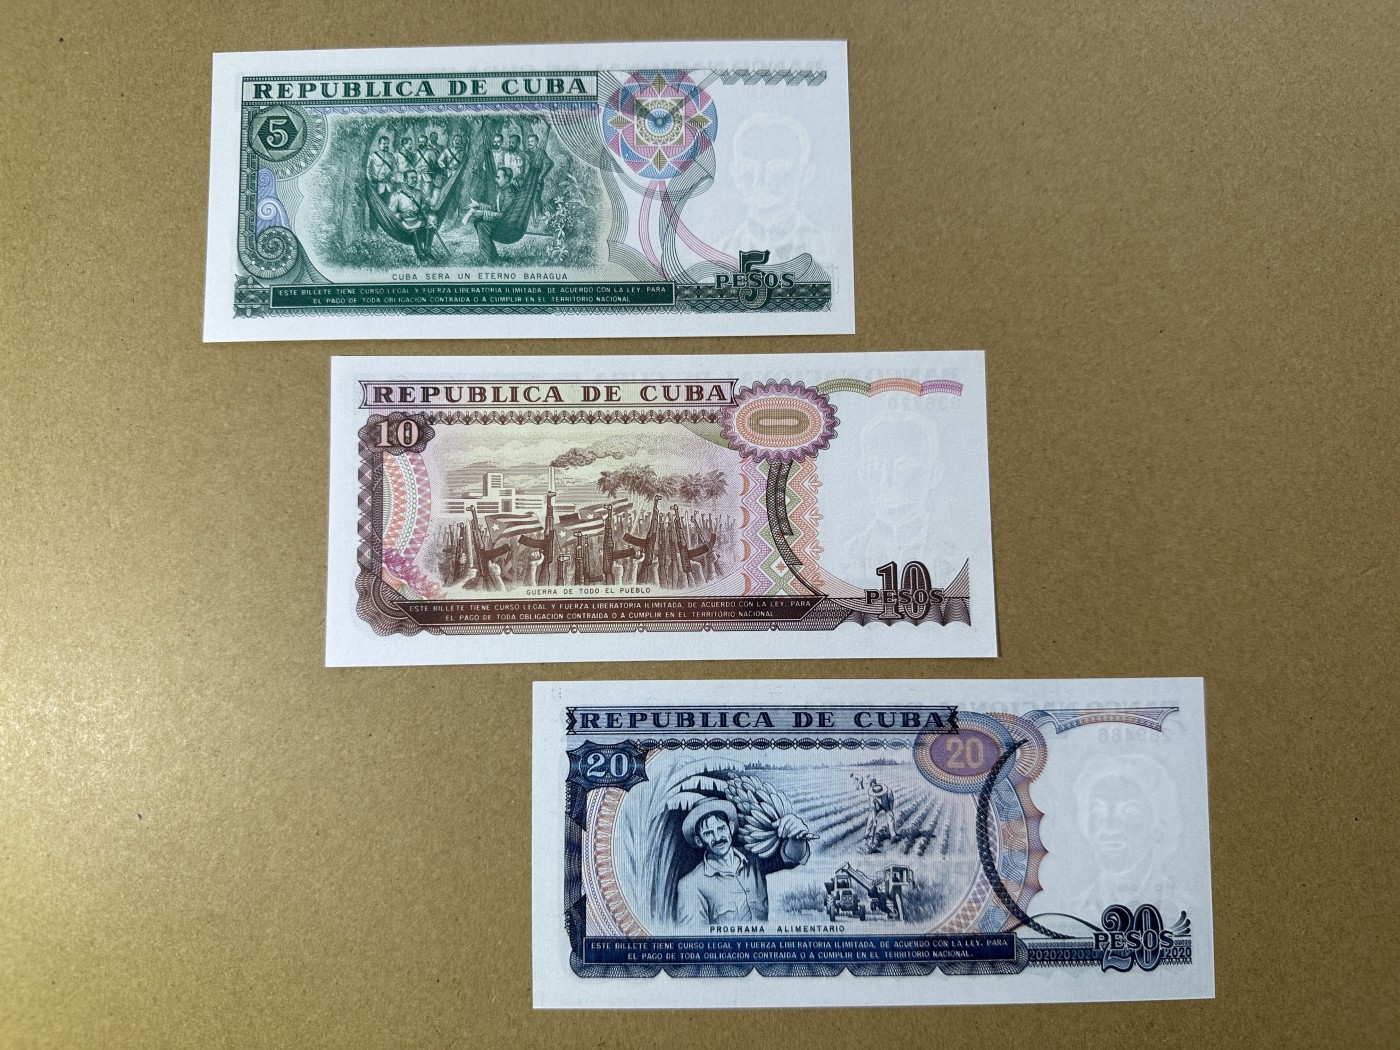 REPUBLICA DE CUBA
5
CUBA SERA UN ETERNO BARAGUA
5
PESOS
ESTE BILLETE TIENE CURSO LEGAL Y FUERZA LIBERATORIA ILIMITADA, DE ACUERDO CON LA LEY, PARA
EL PAGO DE TODA OBLIGACION CONTRAIDA O A CUMPLIR EN EL TERRITORIO NACIONAL
REPUBLICA DE CUBA
10
GUERRA DE TODO EL PUEBLO
10
PESOS
ESTE BILLETE TIENE CURSO LEGAL Y FUERZA LIBERATORIA ILIMITADA, DE ACUERDO CON LA LEY, PARA
EL PAGO DE TODA OBLIGACION CONTRAIDA O A CUMPLIR EN EL TERRITORIO NACIONAL
REPUBLICA DE CUBA
20
20
PROGRAMA ALIMENTARIO
20
PESOS
ESTE BILLETE TIENE CURSO LEGAL Y FUERZA LIBERATORIA ILIMITADA, DE ACUERDO CON LA LEY, PARA
EL PAGO DE TODA OBLIGACION CONTRAIDA O A CUMPLIR EN EL TERRITORIO NACIONAL.